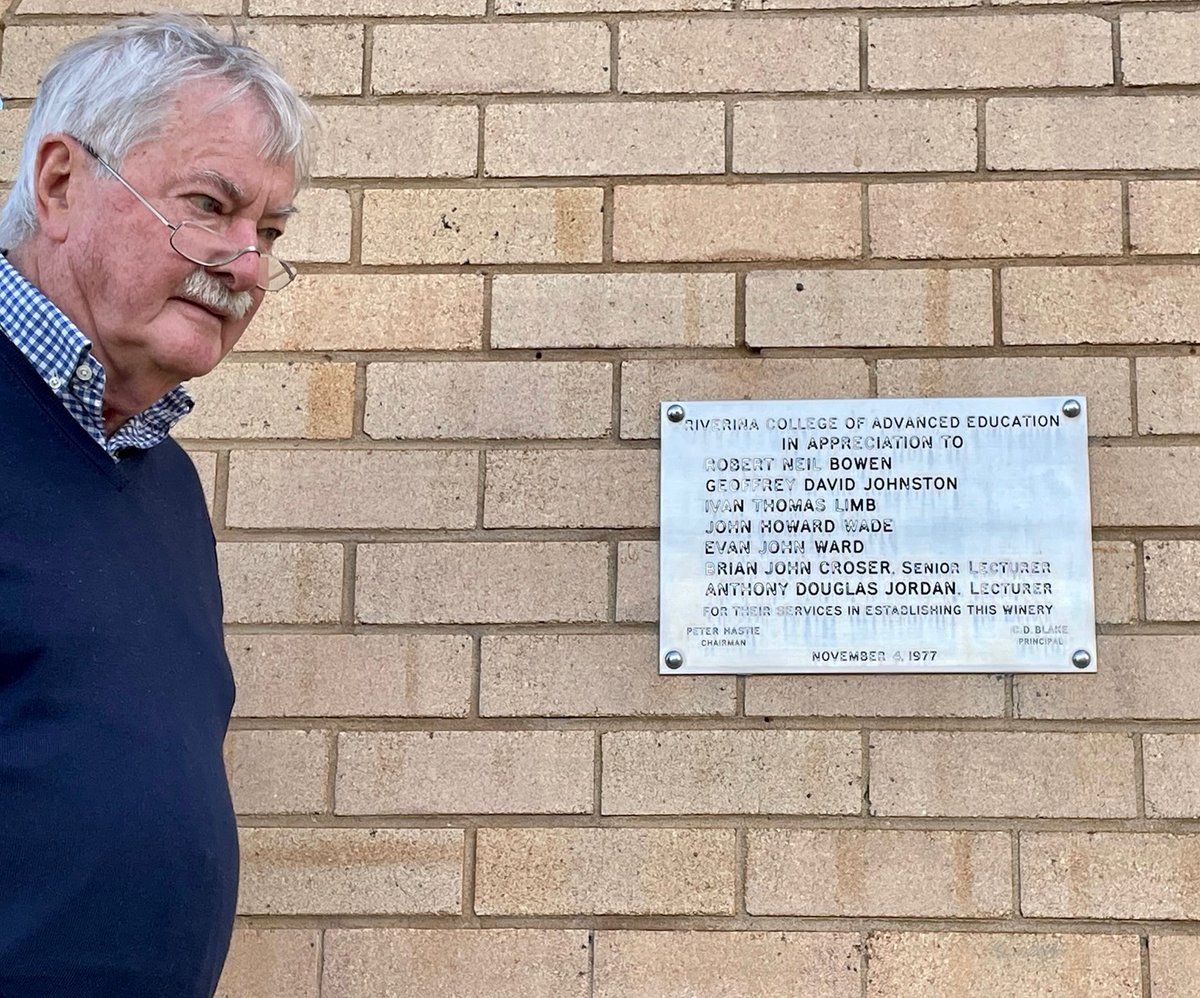 RIVERINA COLLEGE OF ADVANCED EDUCATION
IN APPRECIATION TO
ROBERT NEIL BOWEN
GEOFFREY DAVID JOHNSTON
IVAN THOMAS LIMB
JOHN HOWARD WADE
EVAN JOHN WARD
BRIAN JOHN CROSER, SENIOR LECTURER
ANTHONY DOUGLAS JORDAN, LECTURER
FOR THEIR SERVICES IN ESTABLISHING THIS WINERY
PETER HASTIE C.D. BLAKE
CHAIRMAN PRINCIPAL
NOVEMBER 4, 1977